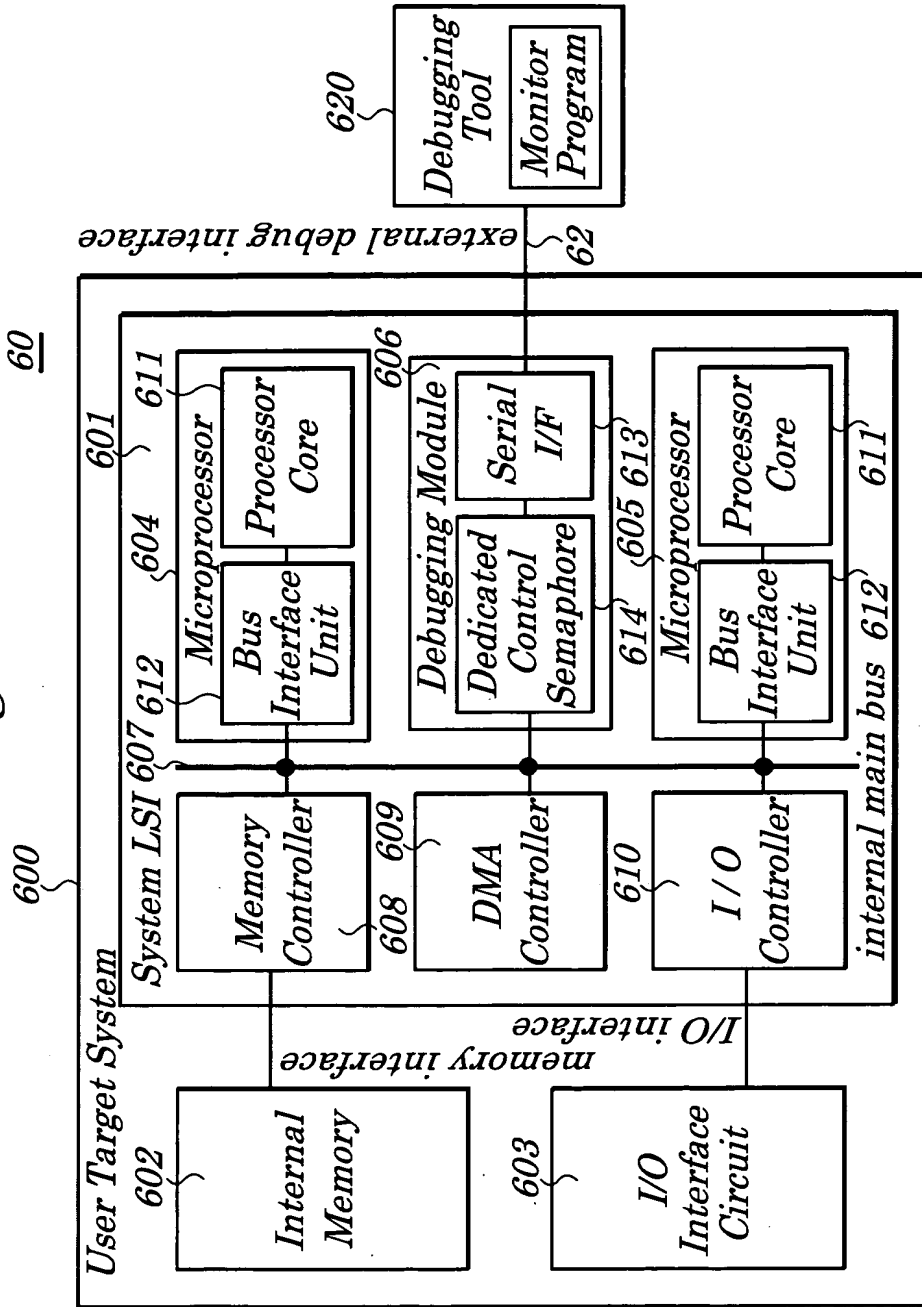 60
600
User Target System
601
System LSI
607
602
Internal
Memory
603
I/O
Interface
Circuit
memory interface
I/O interface
Memory
Controller
608
DMA
Controller
609
I/O
Controller
610
internal main bus
604
Microprocessor
612
Bus
Interface
Unit
611
Processor
Core
606
Debugging Module
Dedicated
Control
Semaphore
614
Serial
I/F
613
605
Microprocessor
Bus
Interface
Unit
612
Processor
Core
611
external debug interface
62
620
Debugging
Tool
Monitor
Program